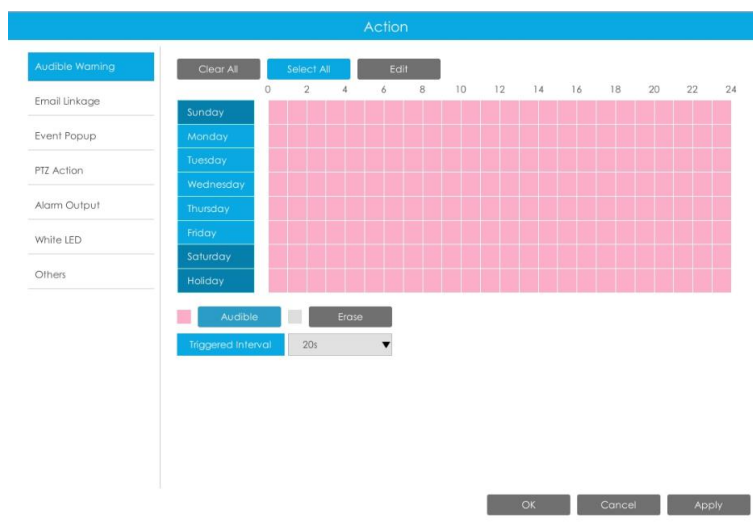 Action
Audible Warning
Email Linkage
Event Popup
PTZ Action
Alarm Output
White LED
Others
Clear All Select All Edit
0 2 4 6 8 10 12 14 16 18 20 22 24
Sunday
Monday
Tuesday
Wednesday
Thursday
Friday
Saturday
Holiday
Audible Erase
Triggered Interval 20s
OK Cancel Apply